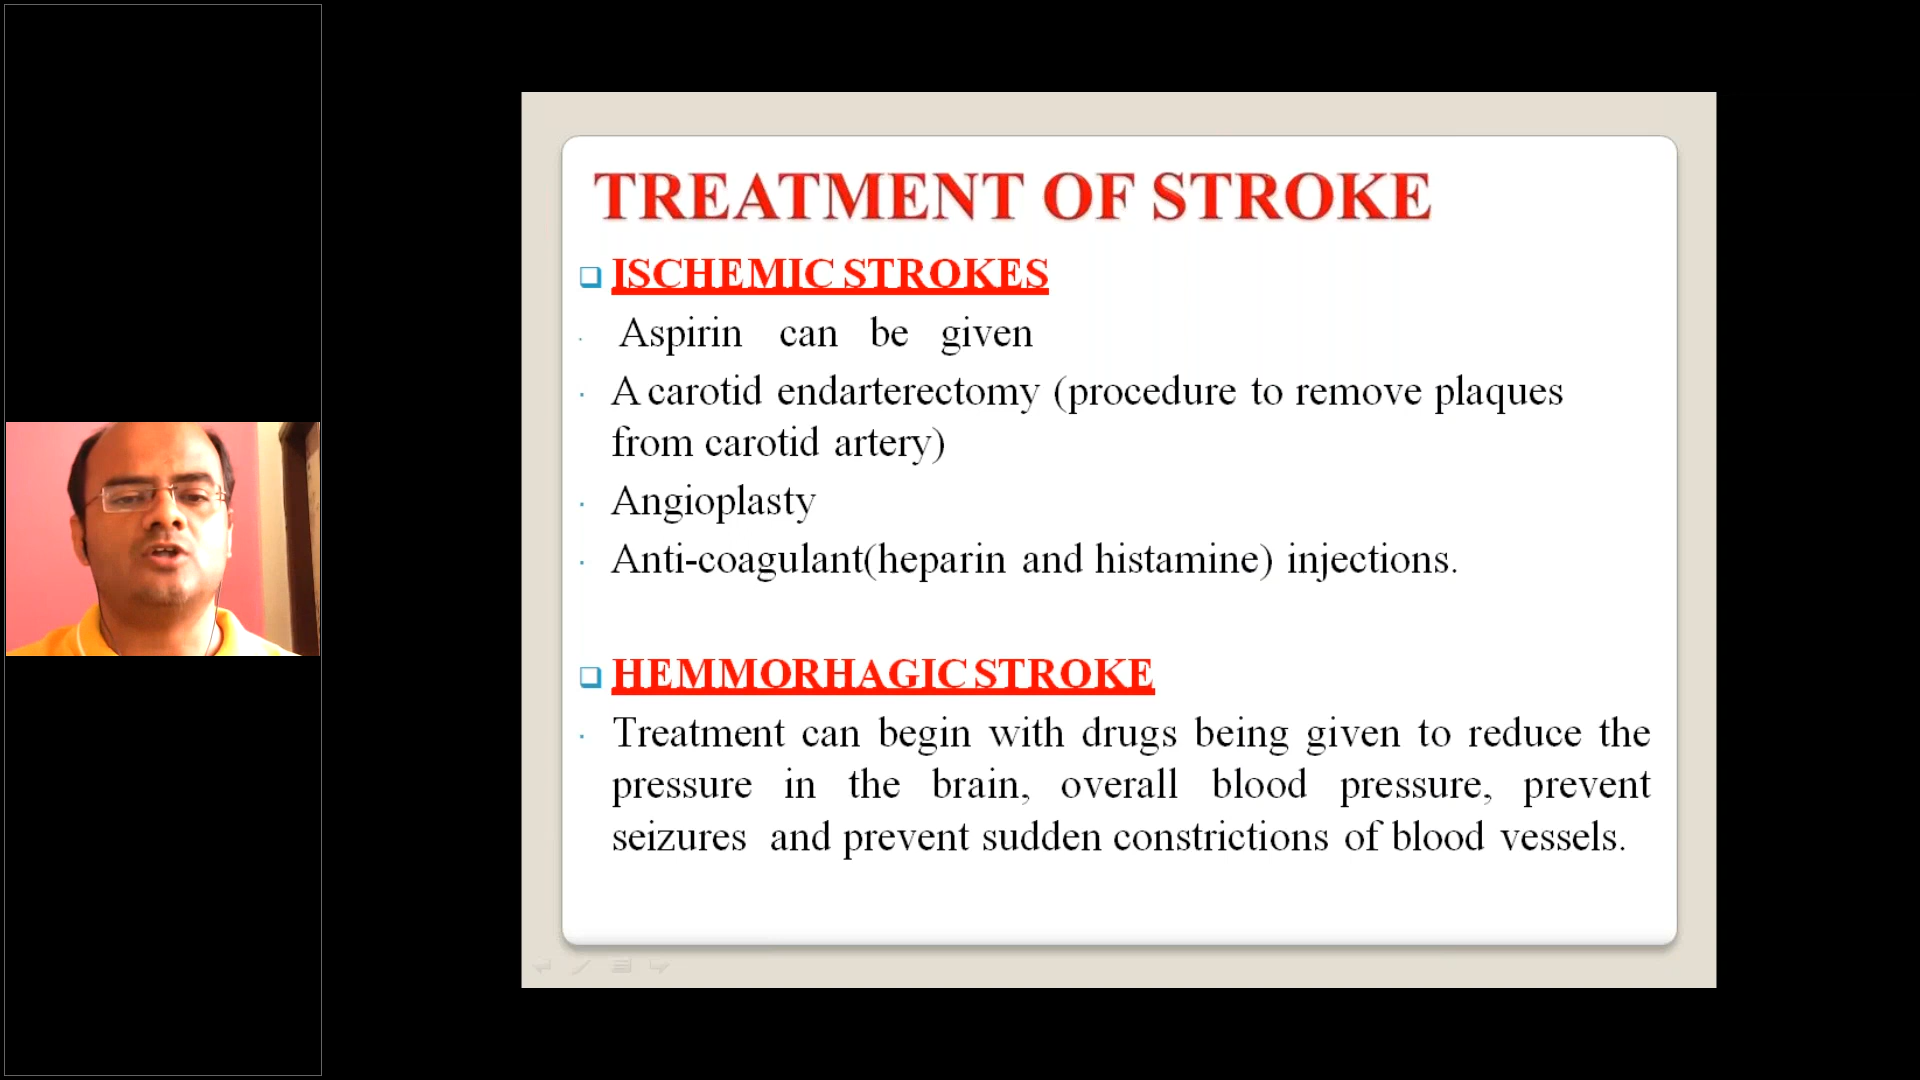 TREATMENT OF STROKE
ISCHEMIC STROKES
Aspirin can be given
A carotid endarterectomy (procedure to remove plaques
from carotid artery)
Angioplasty
Anti-coagulant(heparin and histamine) injections.
HEMMORHAGIC STROKE
Treatment can begin with drugs being given to reduce the
pressure in the brain, overall blood pressure, prevent
seizures and prevent sudden constrictions of blood vessels.